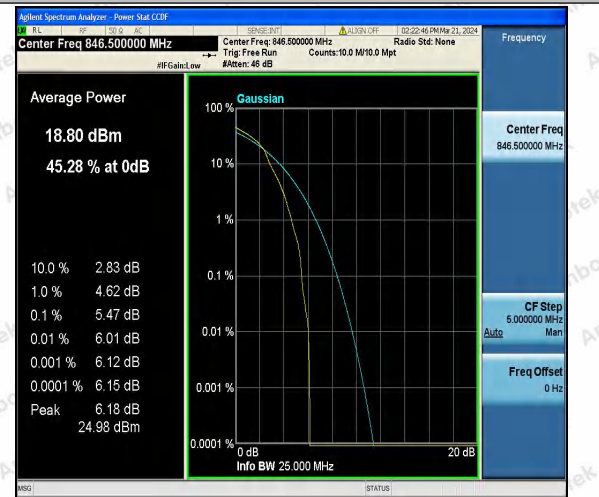 Agilent Spectrum Analyzer - Power Stat CCDF
RL RF 50 Ω AC SENSE:INT ALIGN OFF 02:22:46 PM Mar 21, 2024
Center Freq 846.500000 MHz
Center Freq: 846.500000 MHz Radio Std: None
Trig: Free Run Counts:10.0 M/10.0 Mpt
#IFGain:Low #Atten: 46 dB
Frequency
Average Power
18.80 dBm
45.28 % at 0dB
10.0 % 2.83 dB
1.0 % 4.62 dB
0.1 % 5.47 dB
0.01 % 6.01 dB
0.001 % 6.12 dB
0.0001 % 6.15 dB
Peak 6.18 dB
24.98 dBm
Gaussian
100 %
10 %
1 %
0.1 %
0.01 %
0.001 %
0.0001 %
0 dB 20 dB
Info BW 25.000 MHz
Center Freq
846.500000 MHz
CF Step
5.000000 MHz
Auto Man
Freq Offset
0 Hz
MSG STATUS